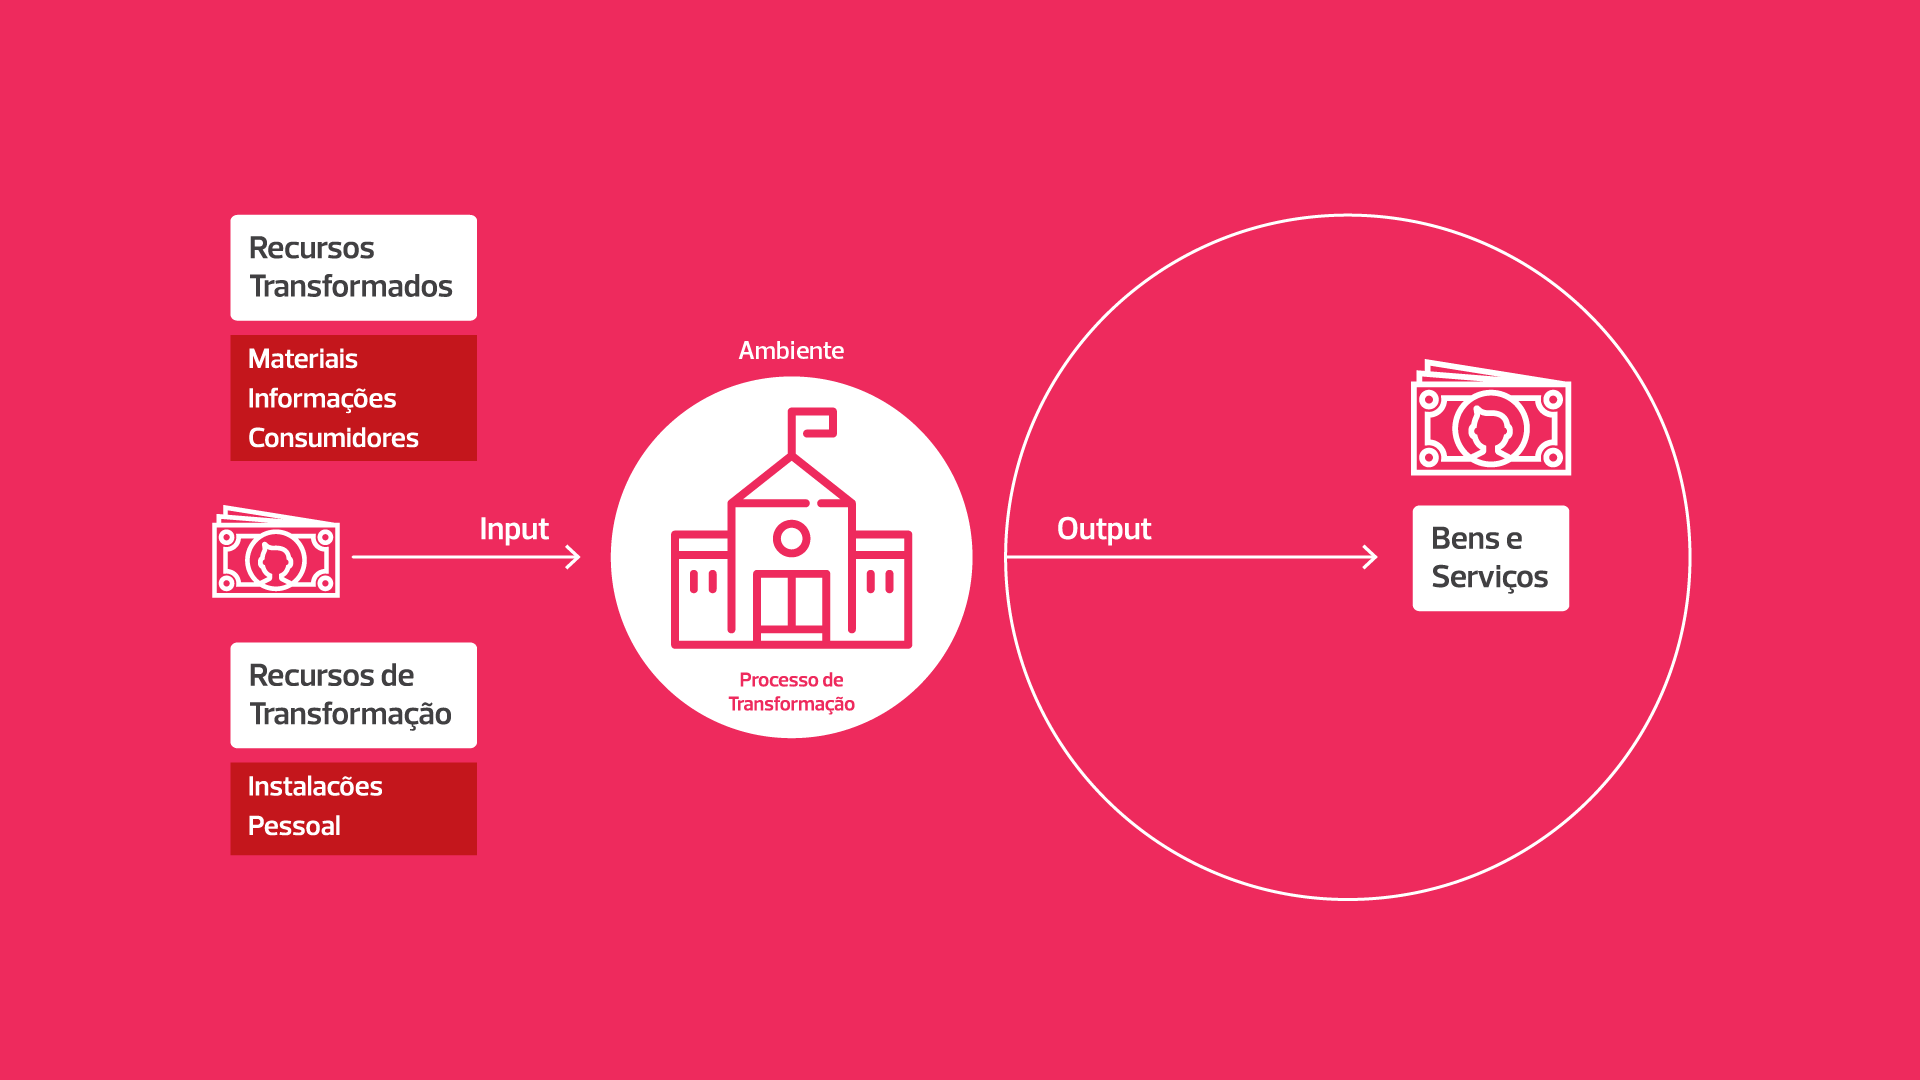 Recursos
Transformados
Materiais
Informações
Consumidores
Input
Recursos de
Transformação
Instalacões
Pessoal
Ambiente
Processo de
Transformação
Output
Bens e
Serviços